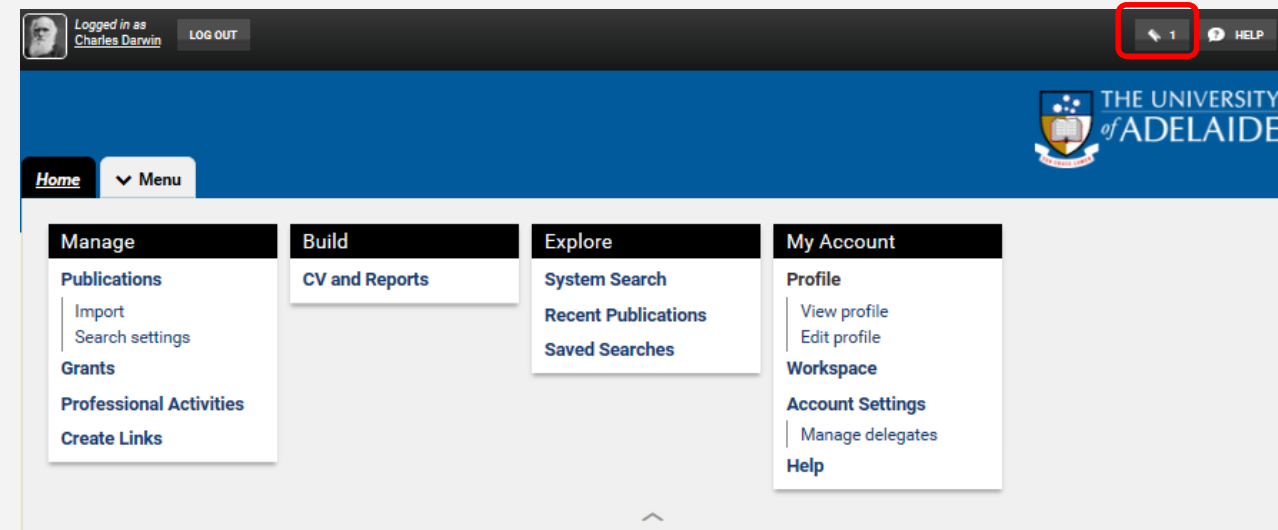 Logged in as
Charles Darwin
LOG OUT
1
HELP
THE UNIVERSITY
of ADELAIDE
Home
Menu
Manage
Publications
Import
Search settings
Grants
Professional Activities
Create Links
Build
CV and Reports
Explore
System Search
Recent Publications
Saved Searches
My Account
Profile
View profile
Edit profile
Workspace
Account Settings
Manage delegates
Help